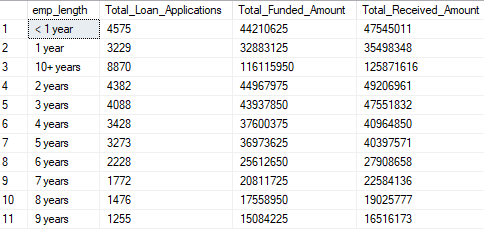 emp_length Total_Loan_Applications Total_Funded_Amount Total_Received_Amount
1 < 1 year 4575 44210625 47545011
2 1 year 3229 32883125 35498348
3 10+ years 8870 116115950 125871616
4 2 years 4382 44967975 49206961
5 3 years 4088 43937850 47551832
6 4 years 3428 37600375 40964850
7 5 years 3273 36973625 40397571
8 6 years 2228 25612650 27908658
9 7 years 1772 20811725 22584136
10 8 years 1476 17558950 19025777
11 9 years 1255 15084225 16516173